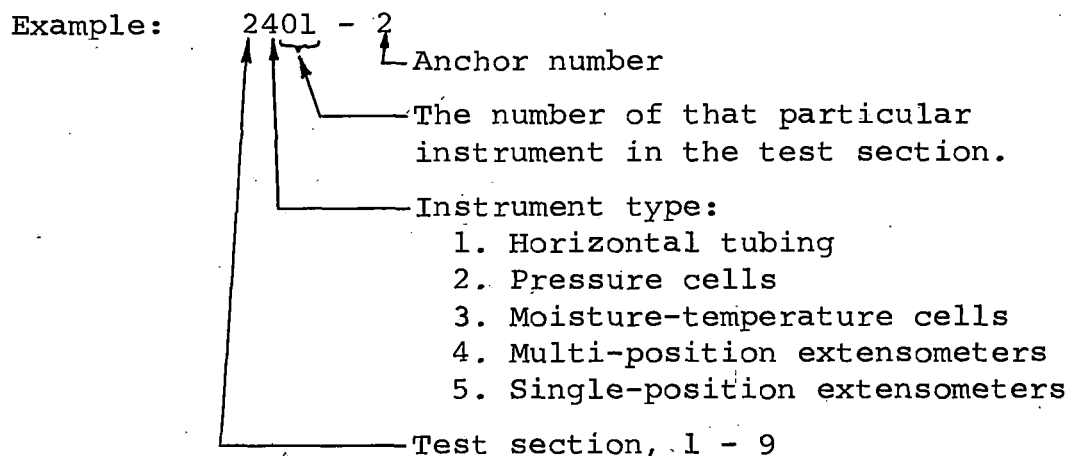 Example: 2401 - 2
Anchor number
The number of that particular
instrument in the test section.
Instrument type:
1. Horizontal tubing
2. Pressure cells
3. Moisture-temperature cells
4. Multi-position extensometers
5. Single-position extensometers
Test section, 1 - 9